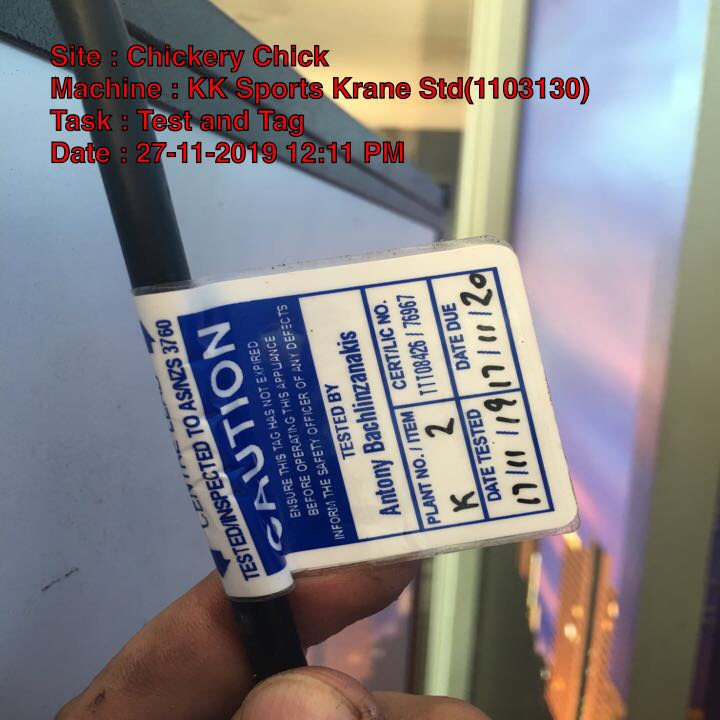 Site : Chickery Chick
Machine : KK Sports Krane Std(1103130)
Task : Test and Tag
Date : 27-11-2019 12:11 PM
TESTED/INSPECTED TO AS/NZS 3760
CAUTION
ENSURE THIS TAG HAS NOT EXPIRED
BEFORE OPERATING THIS APPLIANCE
INFORM THE SAFETY OFFICER OF ANY DEFECTS
TESTED BY
Antony Bachlinzanakis
PLANT NO. / ITEM
K 2
CERT/LIC NO.
TTT08426 / 76967
DATE TESTED
17/11/19
DATE DUE
17/11/20